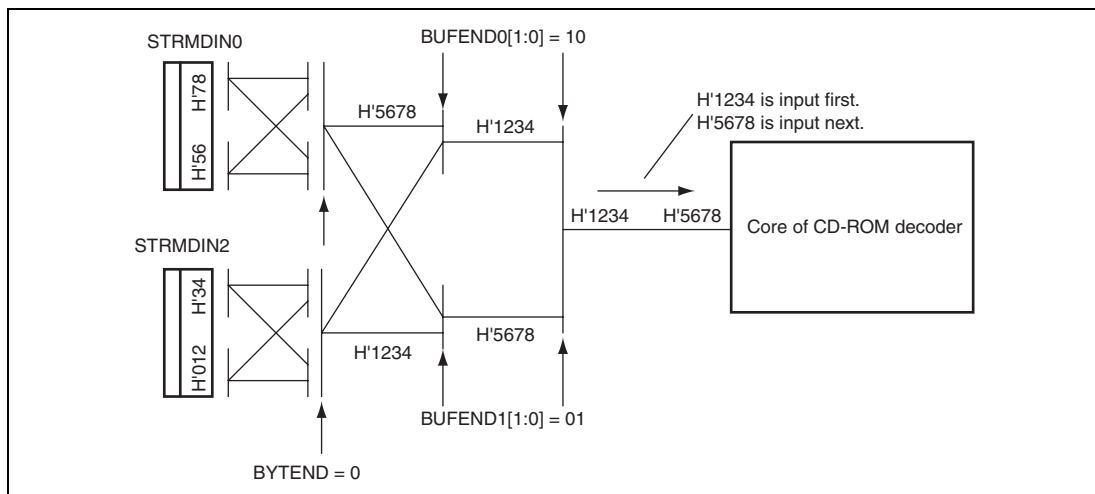 STRMDIN0
H'78
H'56
H'5678
BUFEND0[1:0] = 10
H'1234
H'1234 is input first.
H'5678 is input next.
H'1234
H'5678
Core of CD-ROM decoder
STRMDIN2
H'34
H'012
H'1234
H'5678
BUFEND1[1:0] = 01
BYTEND = 0